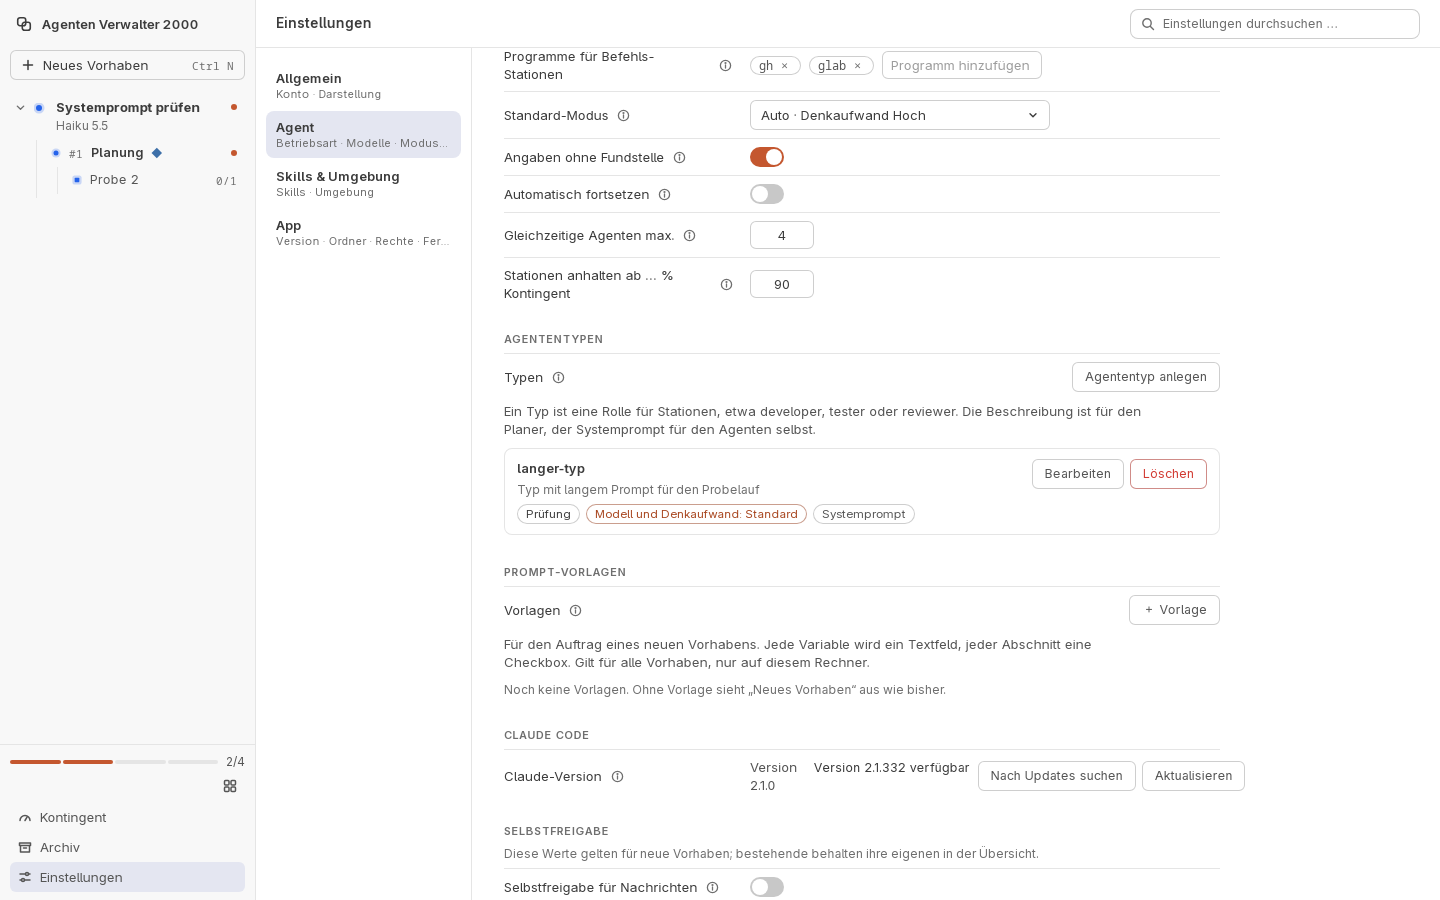 Agenten Verwalter 2000
Neues Vorhaben Ctrl N
Systemprompt prüfen
Haiku 5.5
#1 Planung
Probe 2 0/1
2/4
Kontingent
Archiv
Einstellungen
Einstellungen
Einstellungen durchsuchen …
Allgemein
Konto · Darstellung
Agent
Betriebsart · Modelle · Modus...
Skills & Umgebung
Skills · Umgebung
App
Version · Ordner · Rechte · Fer...
Programme für Befehls-
Stationen
gh × glab × Programm hinzufügen
Standard-Modus Auto · Denkaufwand Hoch
Angaben ohne Fundstelle
Automatisch fortsetzen
Gleichzeitige Agenten max. 4
Stationen anhalten ab … %
Kontingent
90
AGENTENTYPEN
Typen Agententyp anlegen
Ein Typ ist eine Rolle für Stationen, etwa developer, tester oder reviewer. Die Beschreibung ist für den
Planer, der Systemprompt für den Agenten selbst.
langer-typ
Bearbeiten Löschen
Typ mit langem Prompt für den Probelauf
Prüfung Modell und Denkaufwand: Standard Systemprompt
PROMPT-VORLAGEN
Vorlagen + Vorlage
Für den Auftrag eines neuen Vorhabens. Jede Variable wird ein Textfeld, jeder Abschnitt eine
Checkbox. Gilt für alle Vorhaben, nur auf diesem Rechner.
Noch keine Vorlagen. Ohne Vorlage sieht „Neues Vorhaben“ aus wie bisher.
CLAUDE CODE
Claude-Version
Version
2.1.0
Version 2.1.332 verfügbar
Nach Updates suchen Aktualisieren
SELBSTFREIGABE
Diese Werte gelten für neue Vorhaben; bestehende behalten ihre eigenen in der Übersicht.
Selbstfreigabe für Nachrichten